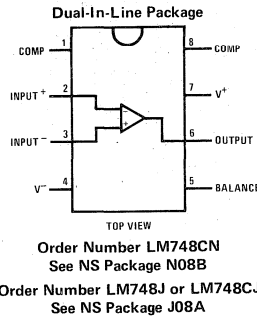 Dual-In-Line Package
COMP 1
8 COMP
INPUT+ 2
7 V+
INPUT− 3
6 OUTPUT
V− 4
5 BALANCE
− +
TOP VIEW
Order Number LM748CN
See NS Package N08B
Order Number LM748J or LM748CJ
See NS Package J08A